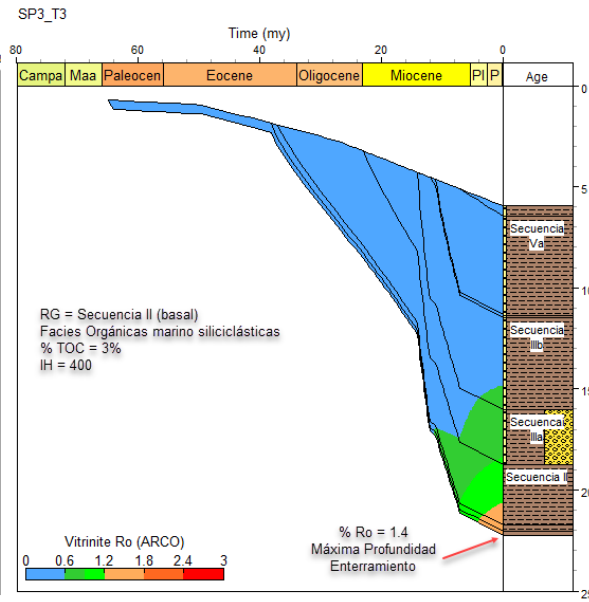 SP3_T3
Time (my)
80 60 40 20 0
Campa Maa Paleocen Eocene Oligocene Miocene Pl P Age
0
5
10
15
20
25
Secuencia
Va
Secuencia
IIIb
Secuencia
IIIa
Secuencia II
RG = Secuencia II (basal)
Facies Orgánicas marino siliciclásticas
% TOC = 3%
IH = 400
% Ro = 1.4
Máxima Profundidad
Enterramiento
Vitrinite Ro (ARCO)
0 0.6 1.2 1.8 2.4 3